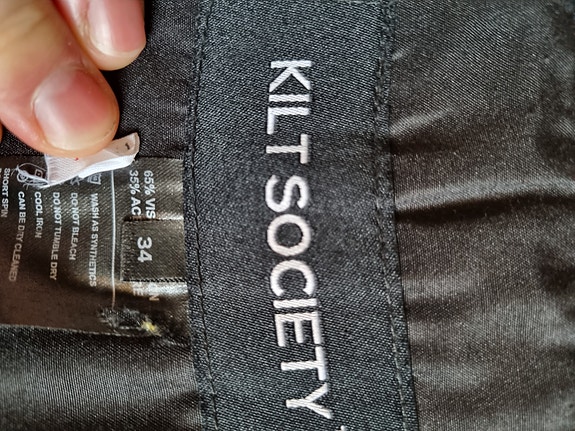 KILT SOCIETY
34
65% VIS
35% AC
WASH AS SYNTHETICS
DO NOT BLEACH
DO NOT TUMBLE DRY
COOL IRON
CAN BE DRY CLEANED
SHORT SPIN